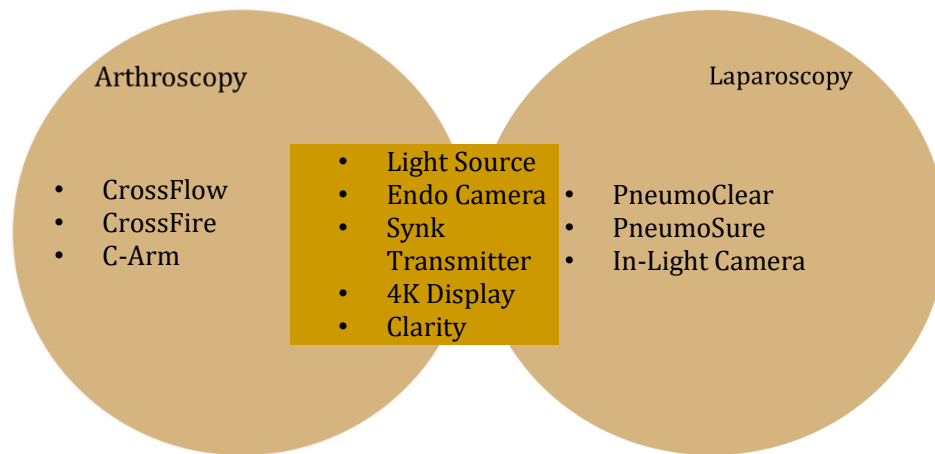 Arthroscopy
Laparoscopy
• CrossFlow
• CrossFire
• C-Arm
• Light Source
• Endo Camera
• Synk
Transmitter
• 4K Display
• Clarity
• PneumoClear
• PneumoSure
• In-Light Camera